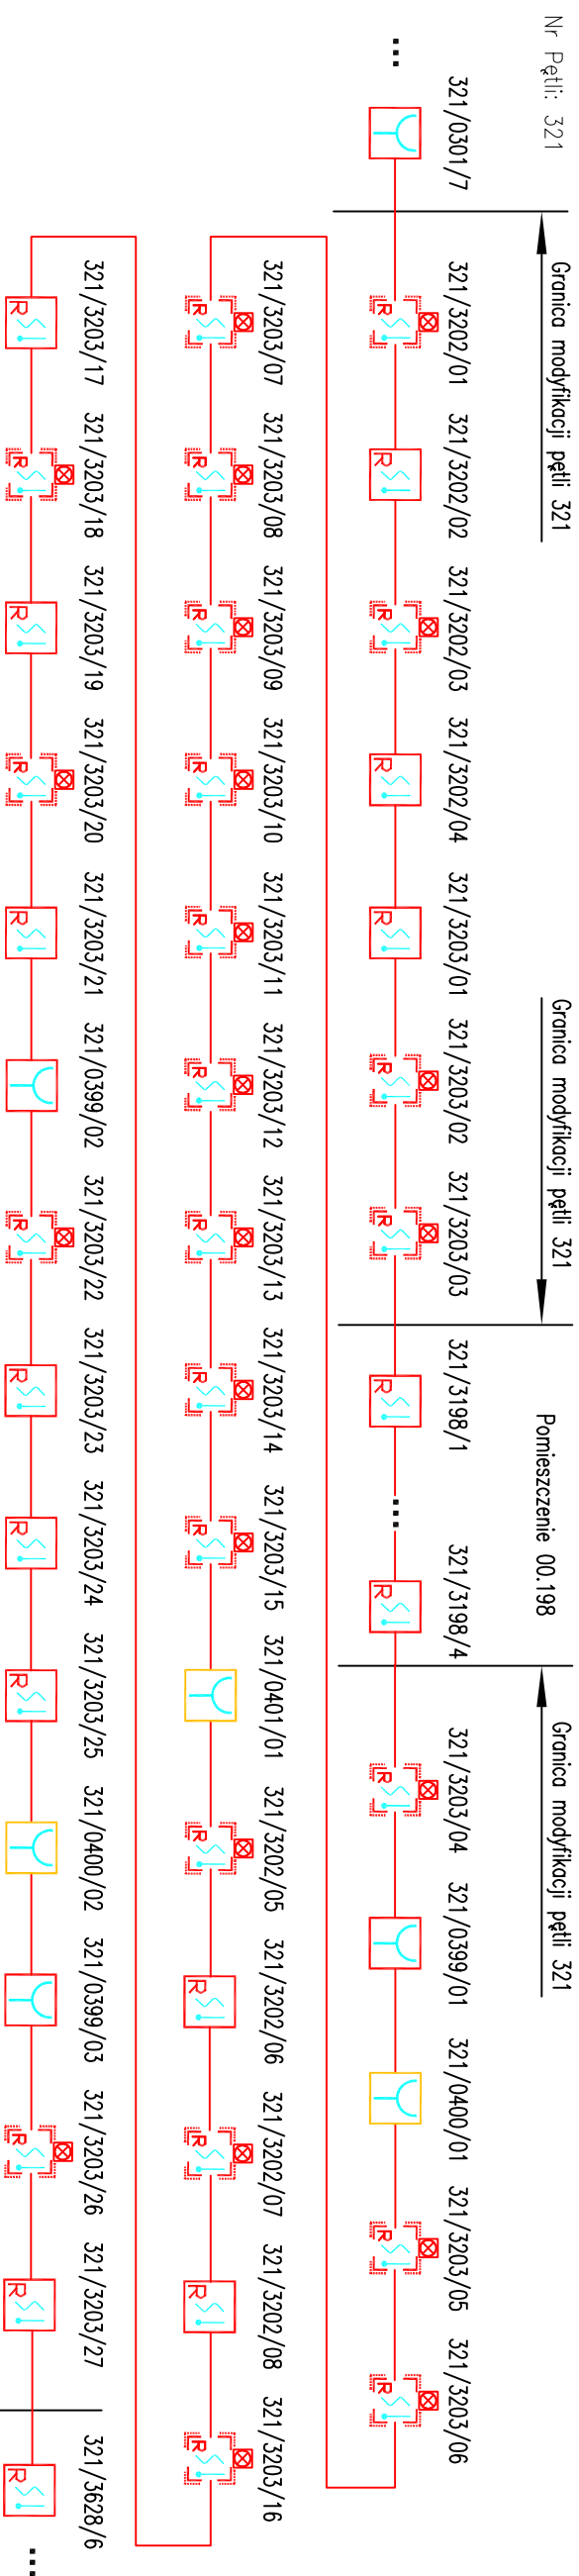 Nr Pętli: 321
Granica modyfikacji pętli 321
Granica modyfikacji pętli 321
Pomieszczenie 00.198
Granica modyfikacji pętli 321
...
321/0301/7
321/3202/01
321/3202/02
321/3202/03
321/3202/04
321/3203/01
321/3203/02
321/3203/03
321/3198/1
...
321/3198/4
321/3203/04
321/0399/01
321/0400/01
321/3203/05
321/3203/06
R
R
R
R
R
R
R
R
R
R
R
R
321/3203/07
321/3203/08
321/3203/09
321/3203/10
321/3203/11
321/3203/12
321/3203/13
321/3203/14
321/3203/15
321/0401/01
321/3202/05
321/3202/06
321/3202/07
321/3202/08
321/3203/16
R
R
R
R
R
R
R
R
R
R
R
R
R
R
321/3203/17
321/3203/18
321/3203/19
321/3203/20
321/3203/21
321/0399/02
321/3203/22
321/3203/23
321/3203/24
321/3203/25
321/0400/02
321/0399/03
321/3203/26
321/3203/27
321/3628/6
...
R
R
R
R
R
R
R
R
R
R
R
R